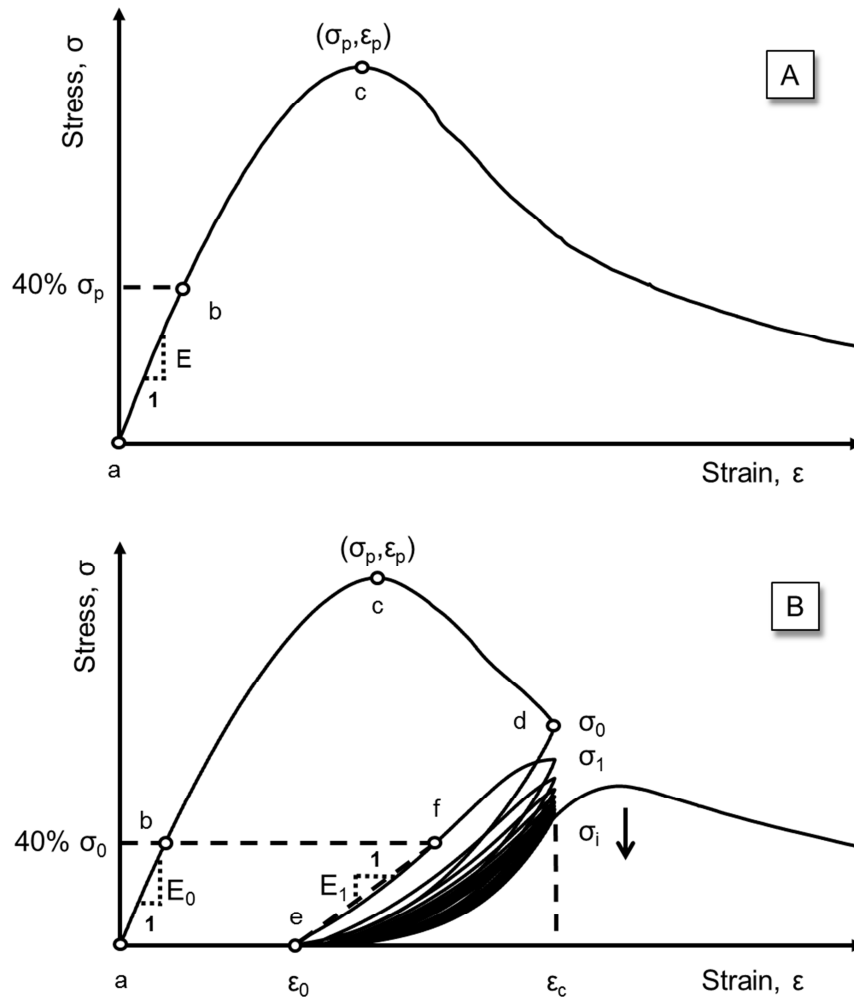 (σp,εp)
A
Stress, σ
c
40% σp
b
E
1
a
Strain, ε
(σp,εp)
B
Stress, σ
c
d
σ0
σ1
b
f
40% σ0
σi
1
E0
E1
1
e
a
ε0
εc
Strain, ε